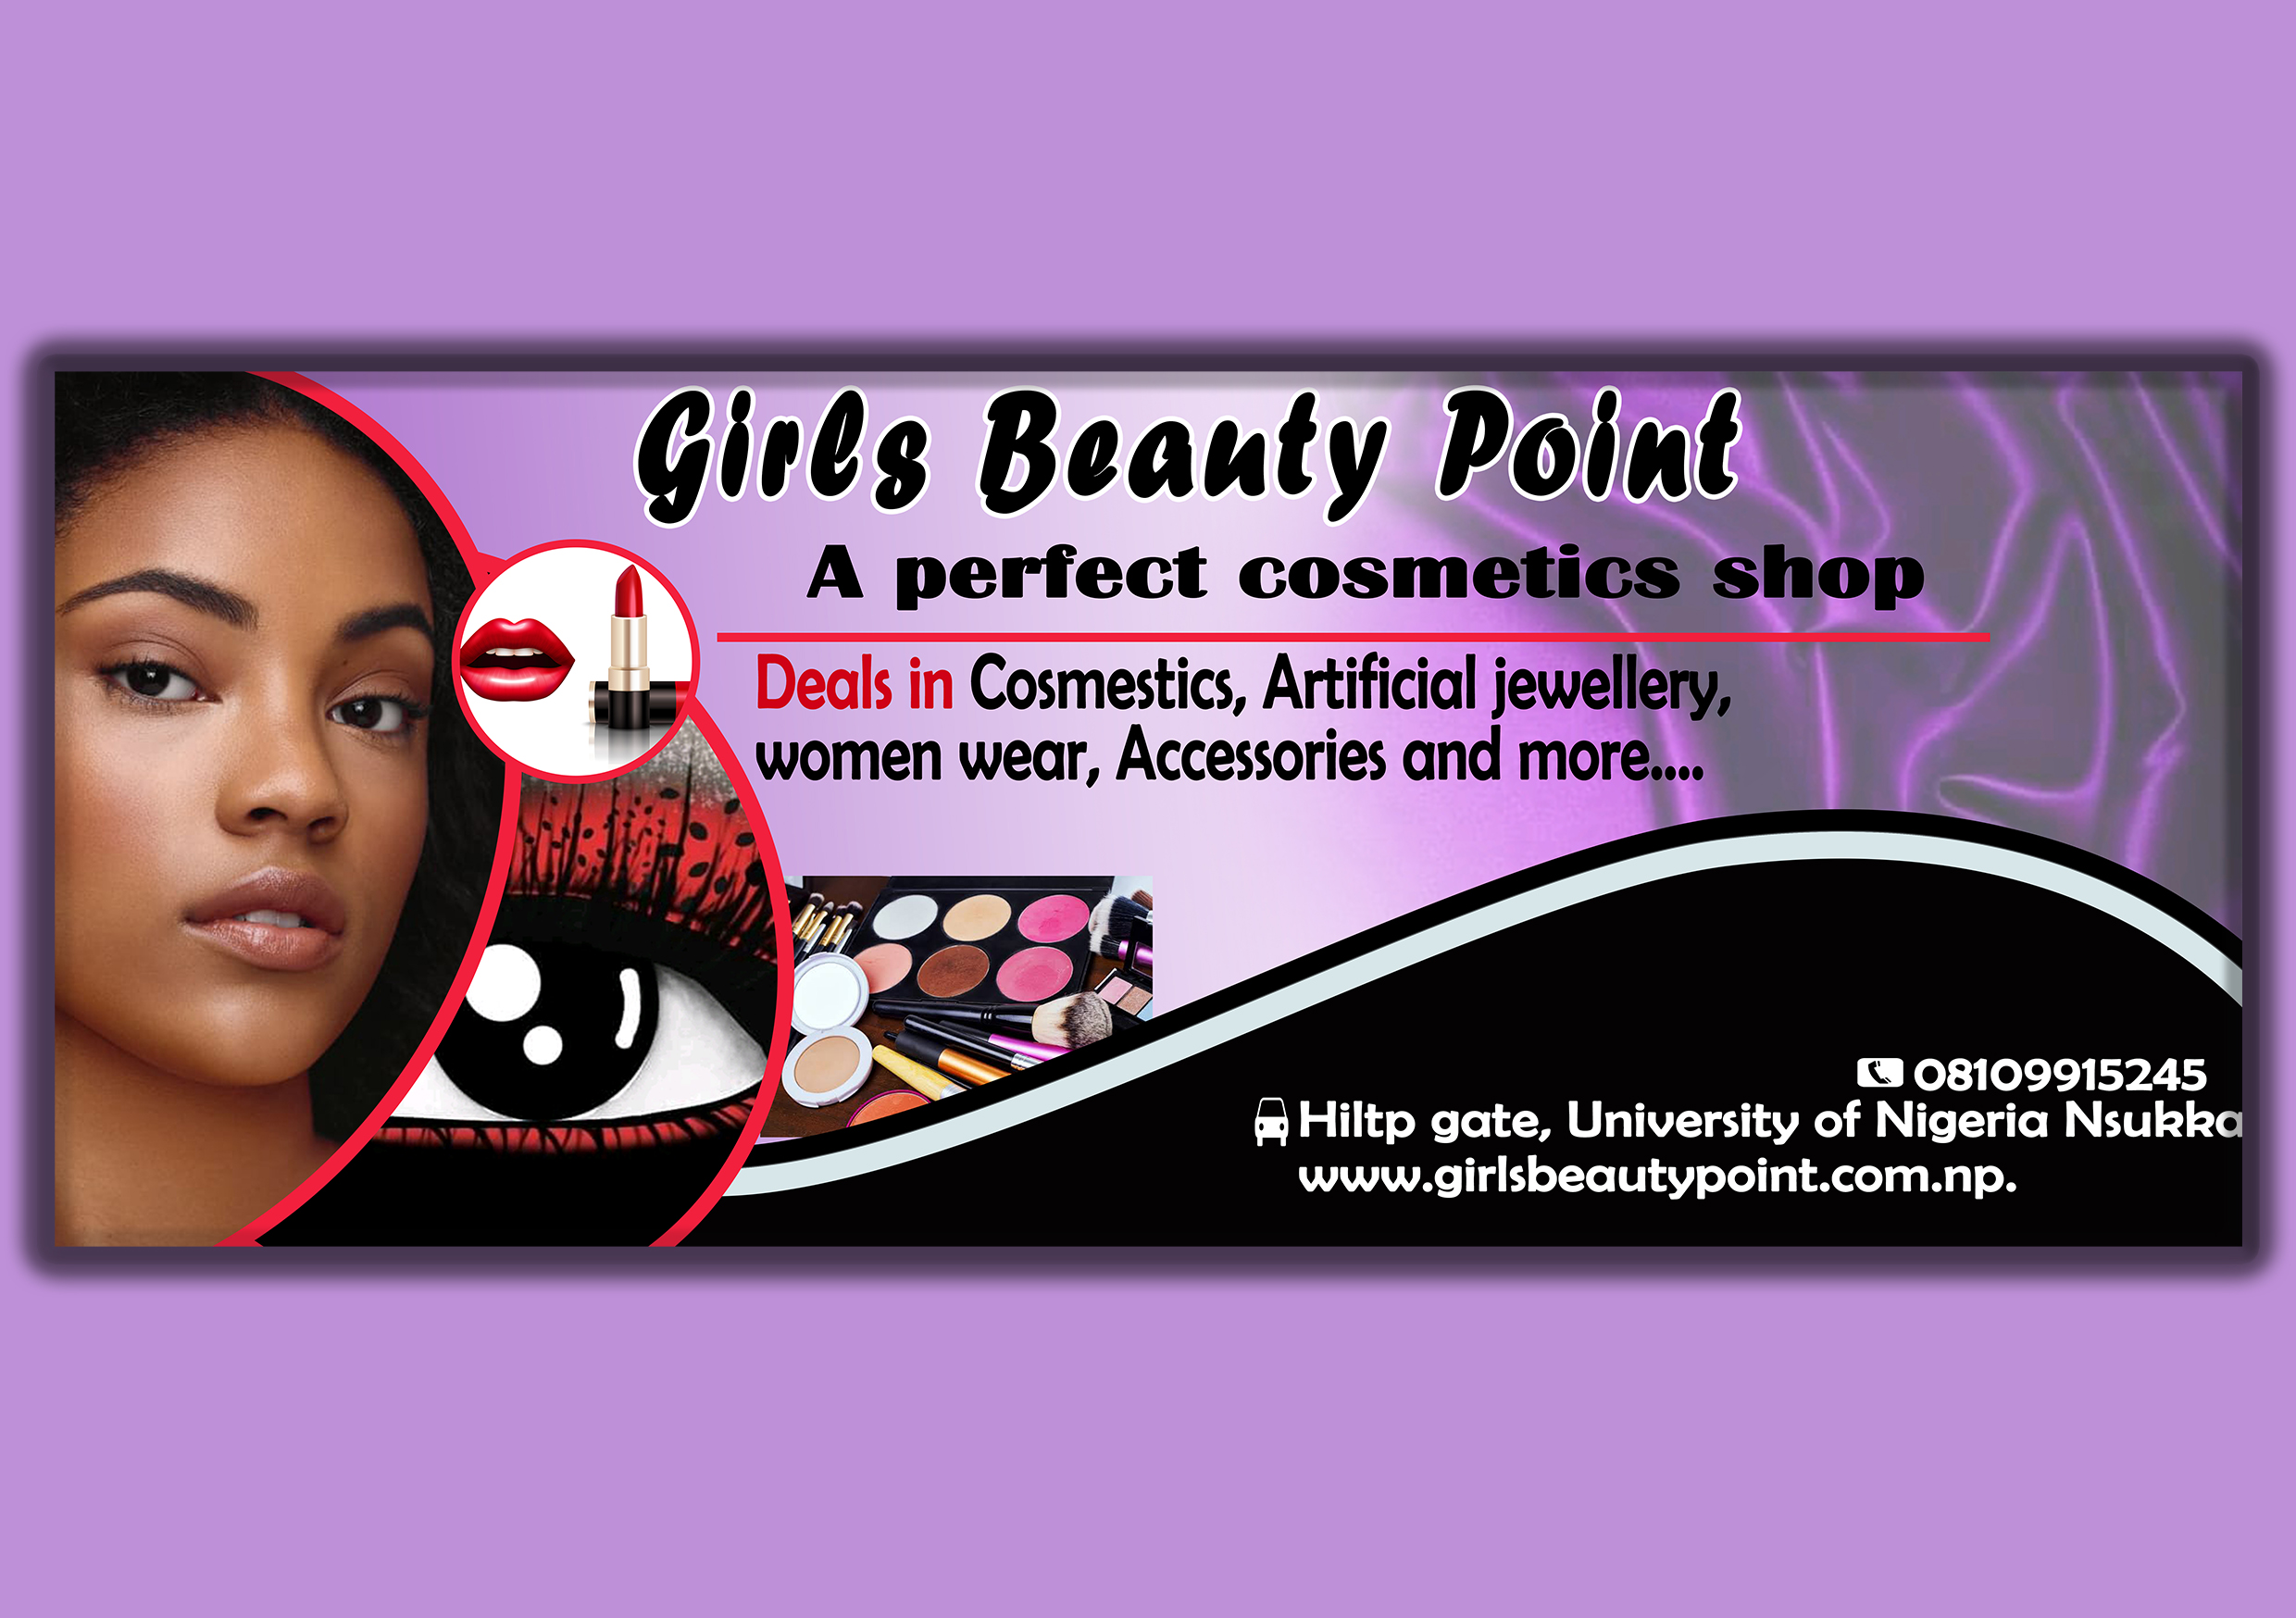 Girls Beauty Point
A perfect cosmetics shop
Deals in Cosmestics, Artificial jewellery,
women wear, Accessories and more....
08109915245
Hiltp gate, University of Nigeria Nsukka
www.girlsbeautypoint.com.np.